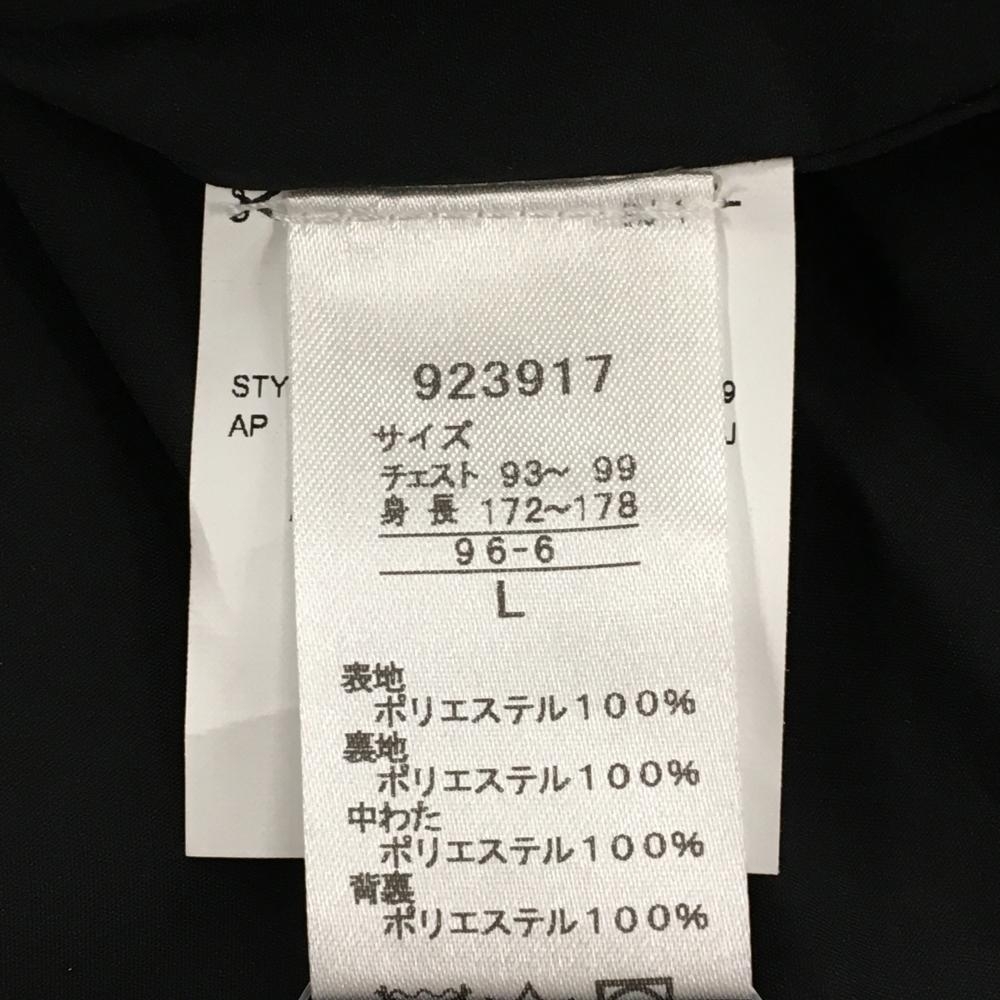 923917
サイズ
チェスト 93〜 99
身 長 172〜178
96-6
L
表地
ポリエステル100%
裏地
ポリエステル100%
中わた
ポリエステル100%
背裏
ポリエステル100%
STY
AP
9